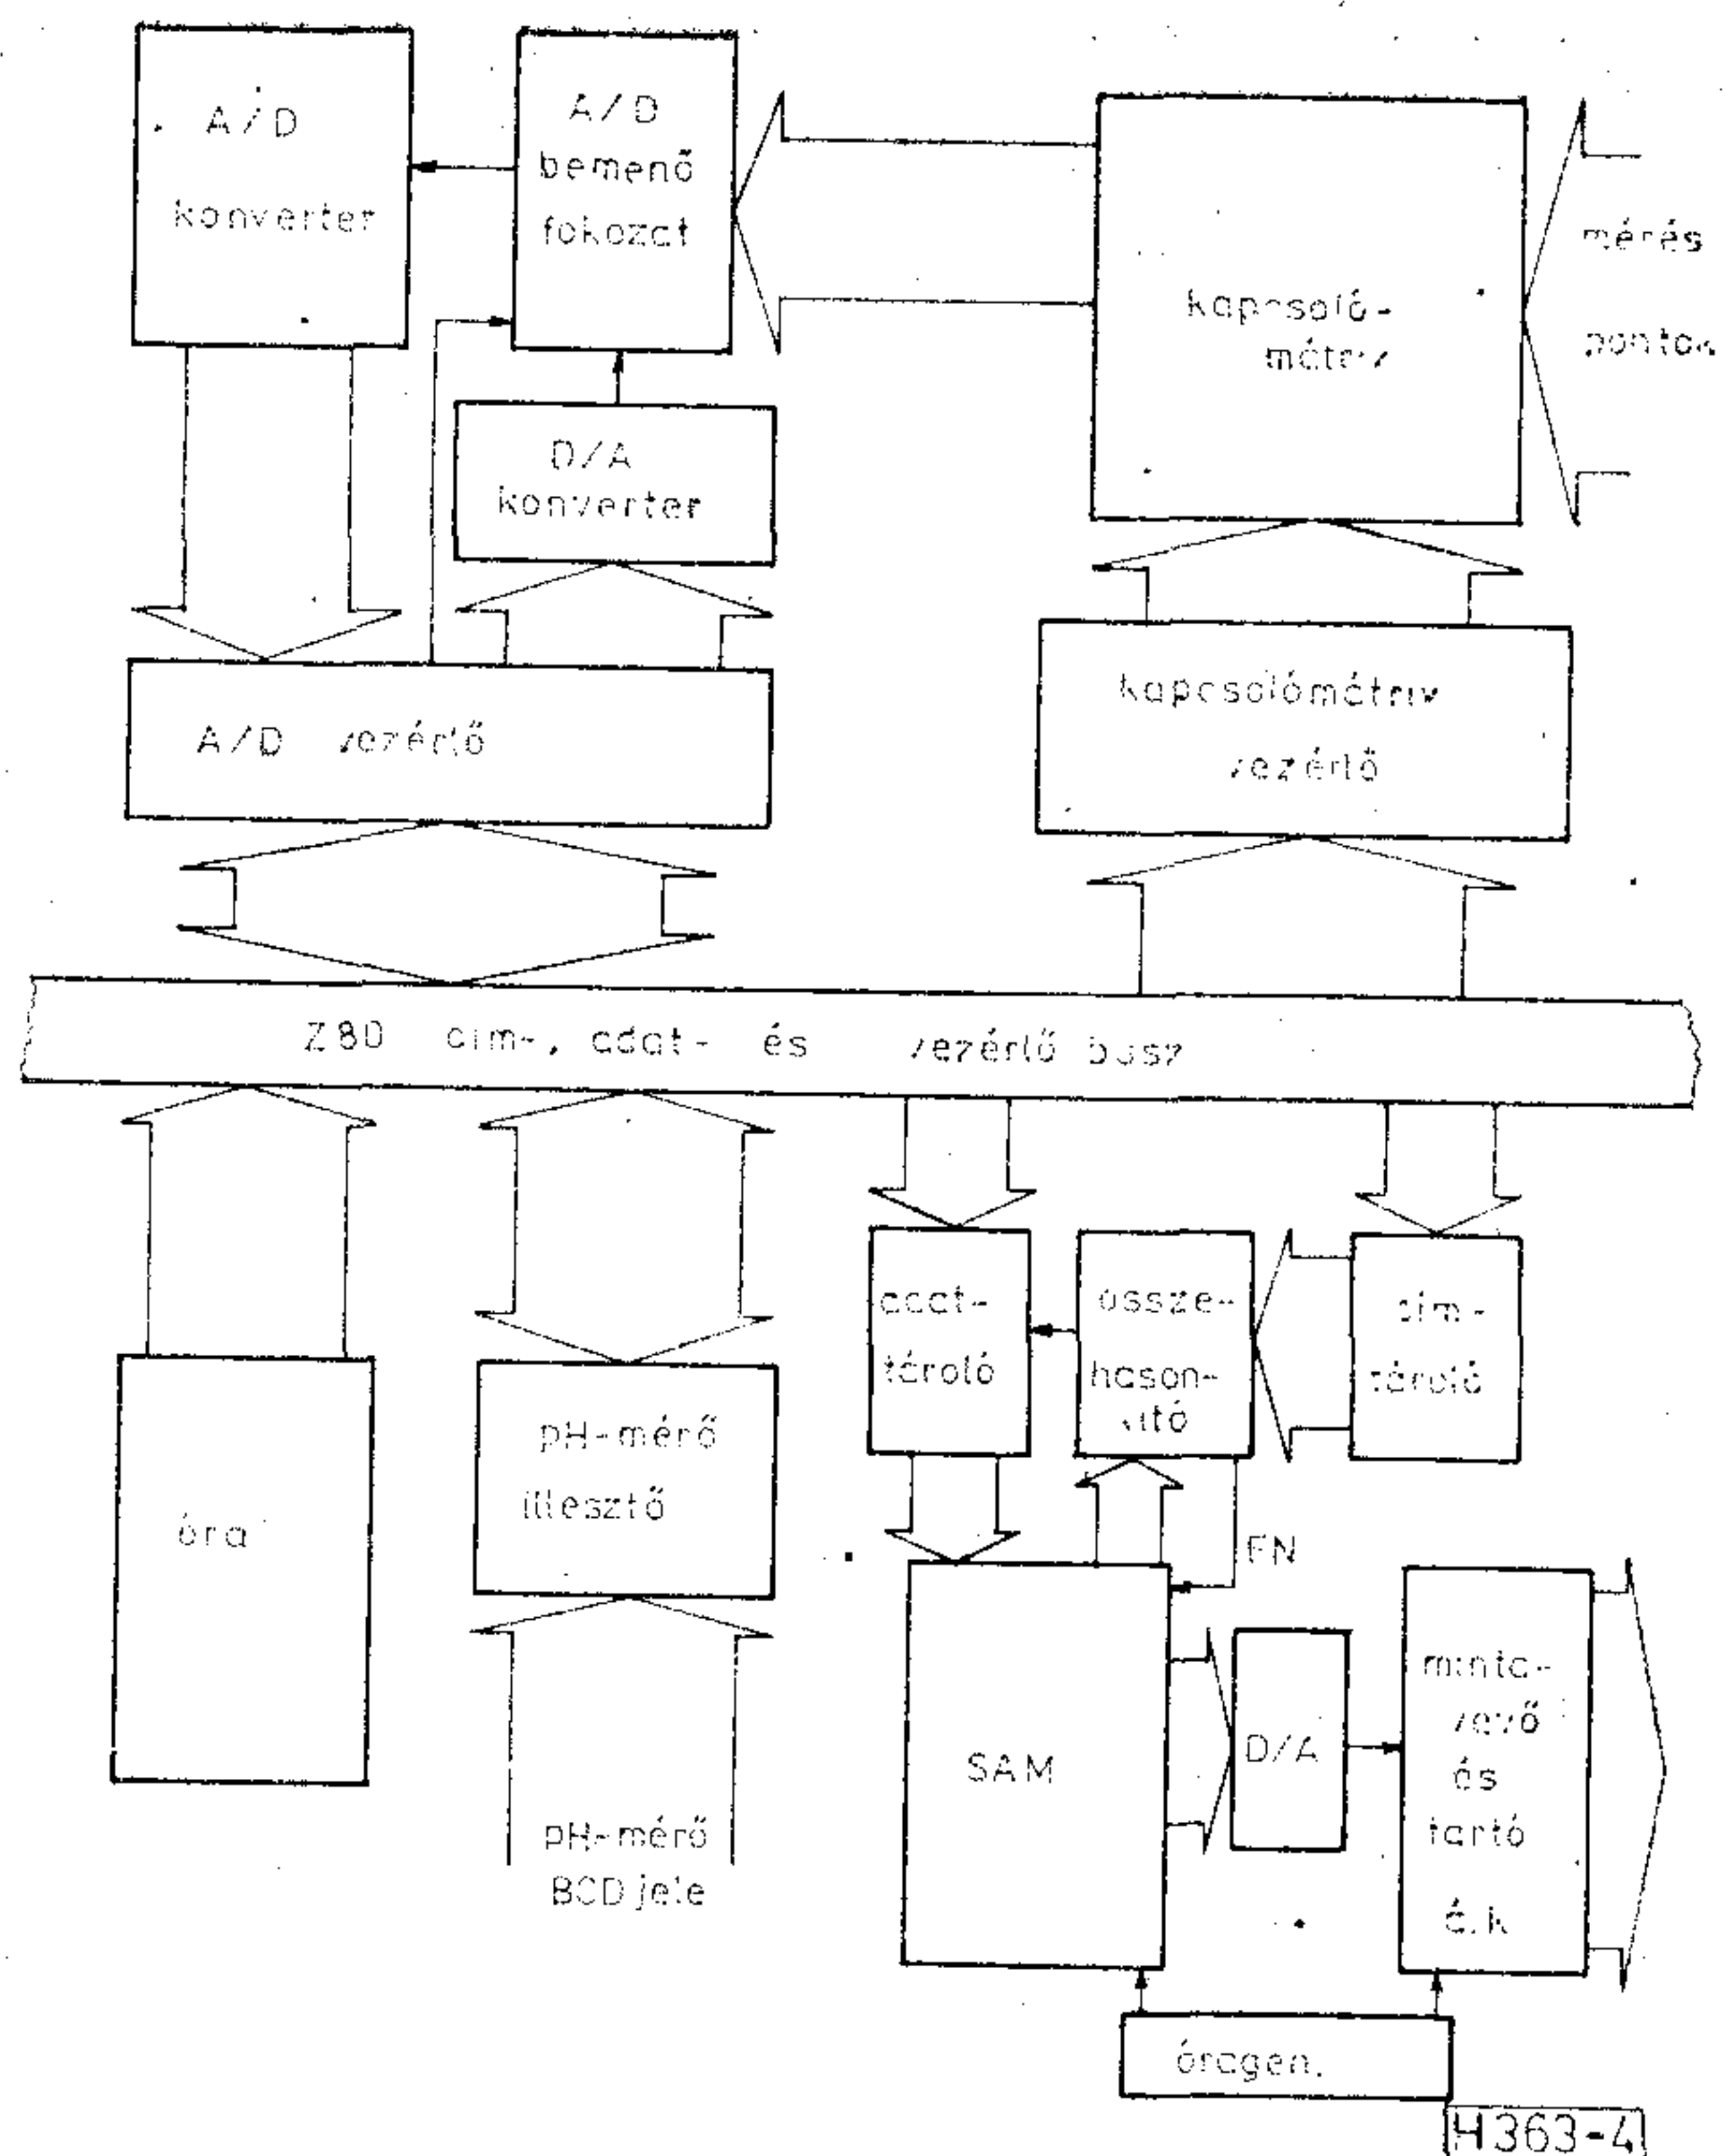 A/D
konverter
A/D
bemenő
fokozat
kapcsoló-
mátrix
mérés
pontok
D/A
konverter
A/D vezérlő
kapcsolómátrix
vezérlő
Z80 cím-, adat- és vezérlő busz
adat-
tároló
össze-
hason-
lító
cím-
tároló
óra
pH-mérő
illesztő
EN
SAM
D/A
minta-
vevő
és
tartó
á.k
pH-mérő
BCD jele
óragen.
H363-4